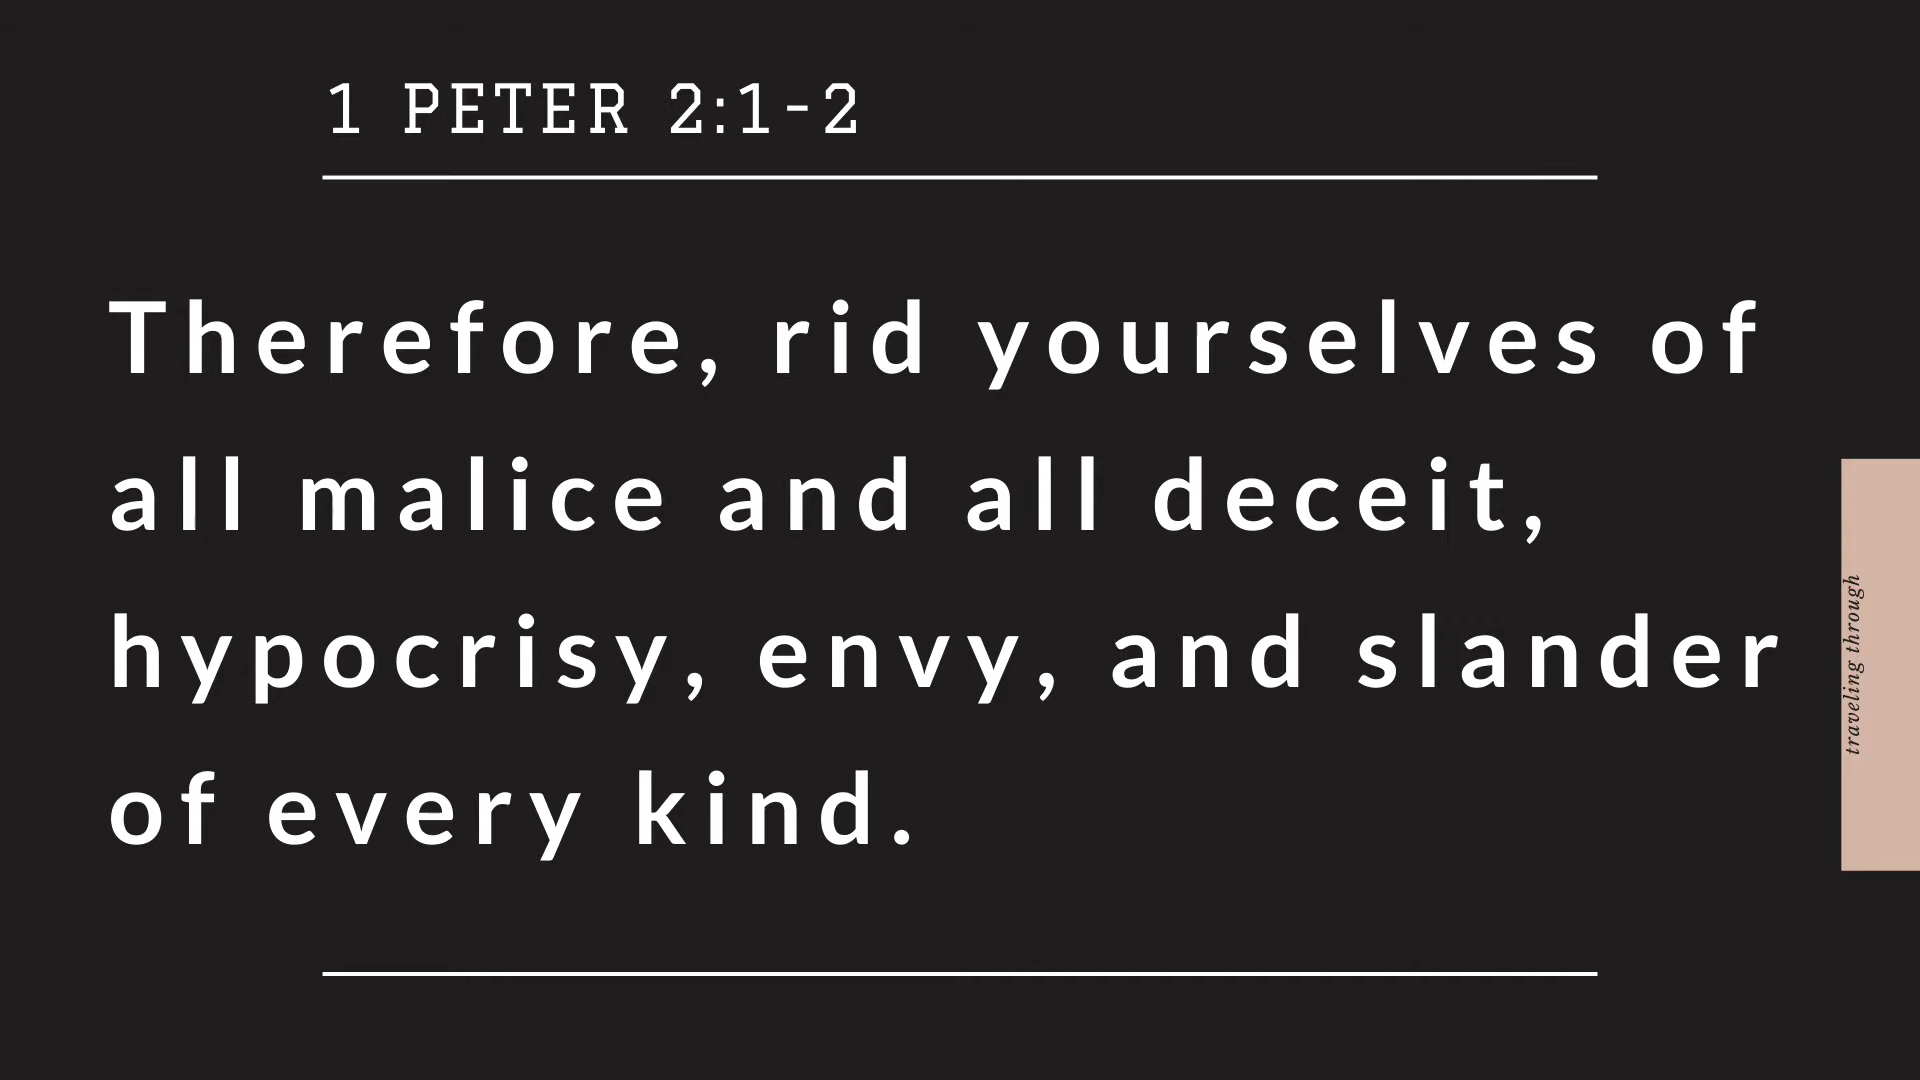 1 PETER 2:1-2
Therefore, rid yourselves of
all malice and all deceit,
hypocrisy, envy, and slander
of every kind.
traveling through